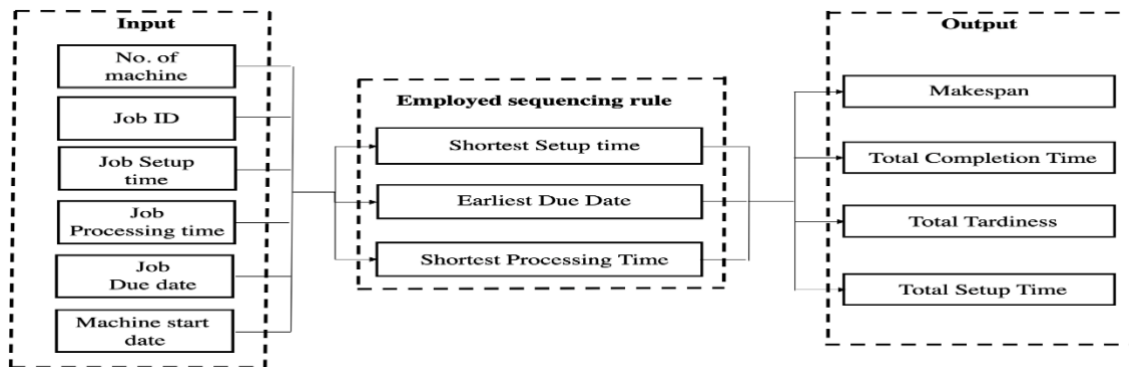 Input
No. of
machine
Job ID
Job Setup
time
Job
Processing time
Job
Due date
Machine start
date
Employed sequencing rule
Shortest Setup time
Earliest Due Date
Shortest Processing Time
Output
Makespan
Total Completion Time
Total Tardiness
Total Setup Time